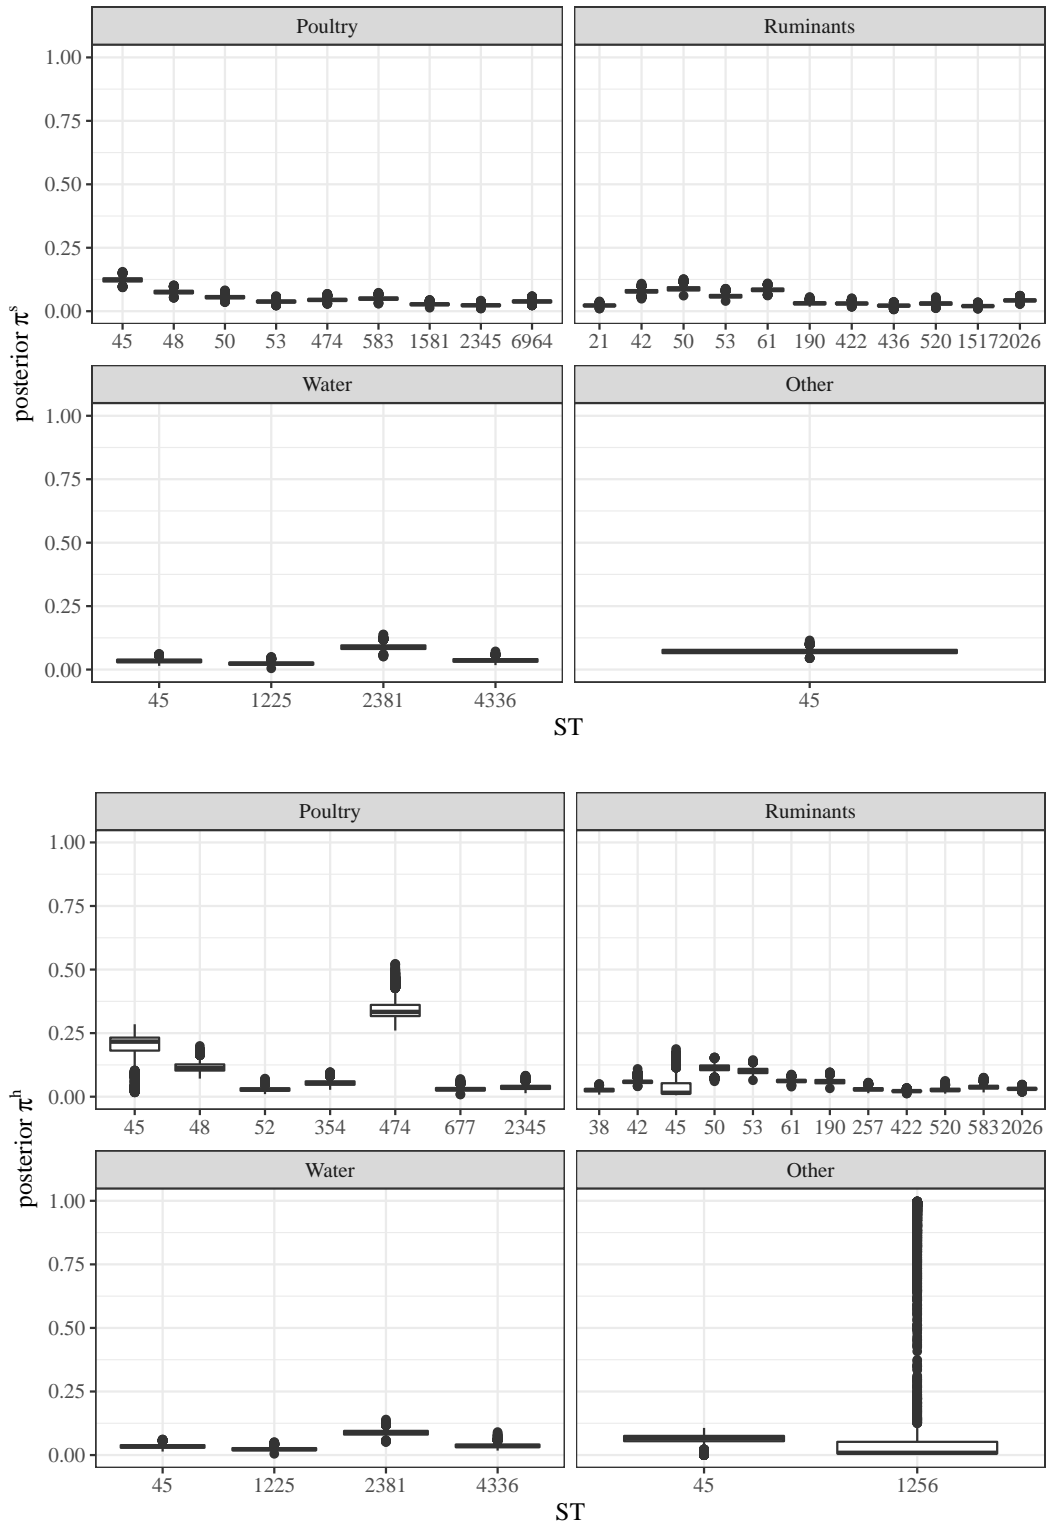 Poultry Ruminants
1.00
0.75
0.50
0.25
0.00
45 48 50 53 474 583 1581 2345 6964 21 42 50 53 61 190 422 436 520 1517 2026
posterior πˢ
Water Other
1.00
0.75
0.50
0.25
0.00
45 1225 2381 4336 45
ST
Poultry Ruminants
1.00
0.75
0.50
0.25
0.00
45 48 52 354 474 677 2345 38 42 45 50 53 61 190 257 422 520 583 2026
posterior πʰ
Water Other
1.00
0.75
0.50
0.25
0.00
45 1225 2381 4336 45 1256
ST